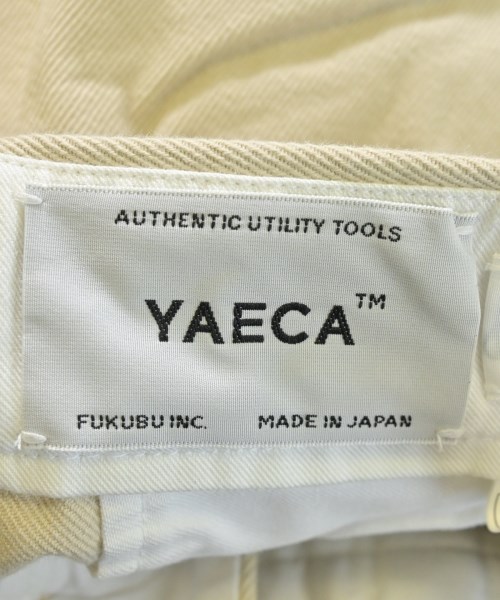 AUTHENTIC UTILITY TOOLS
YAECA™
FUKUBU INC. MADE IN JAPAN